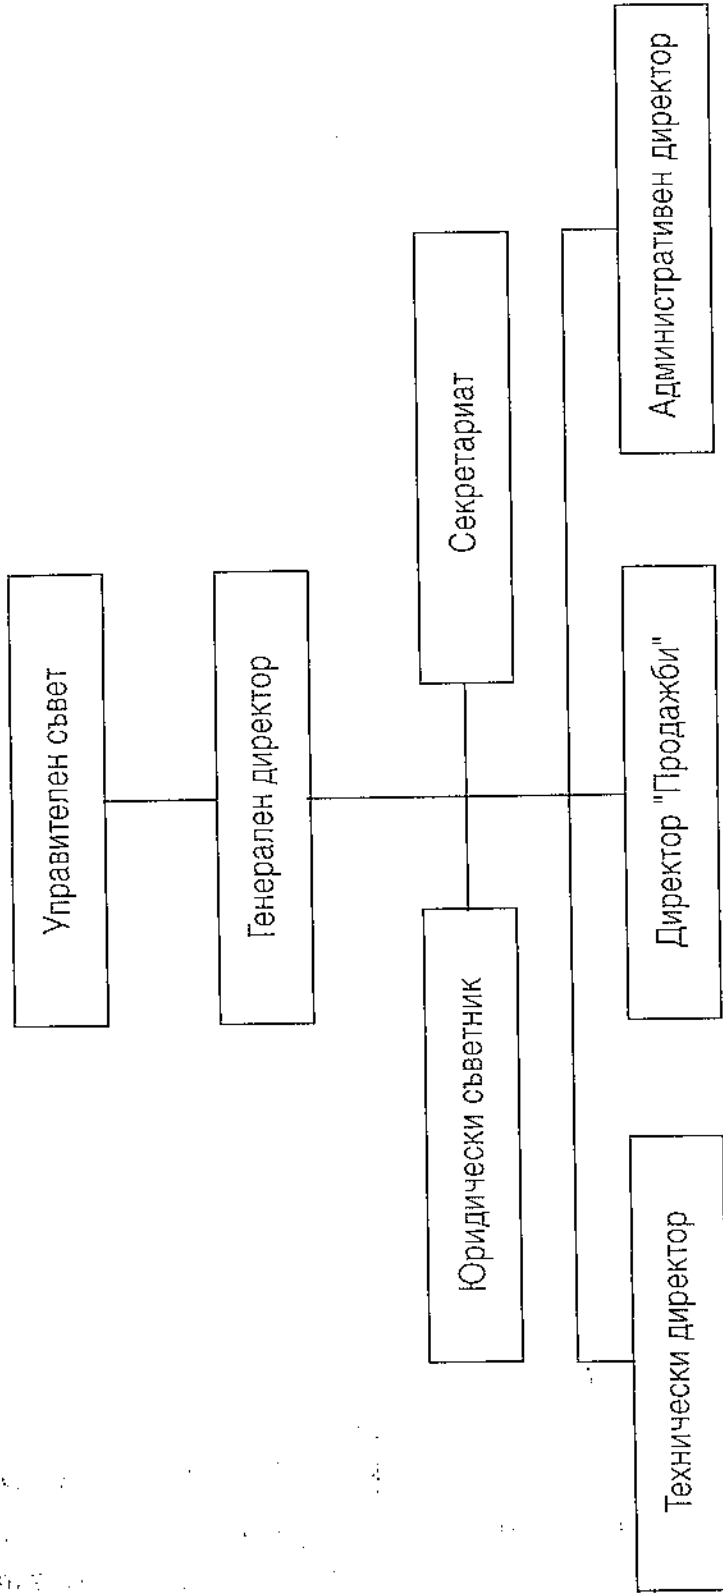 Управителен съвет
Генерален директор
Юридически съветник
Секретариат
Технически директор
Директор "Продажби"
Административен директор